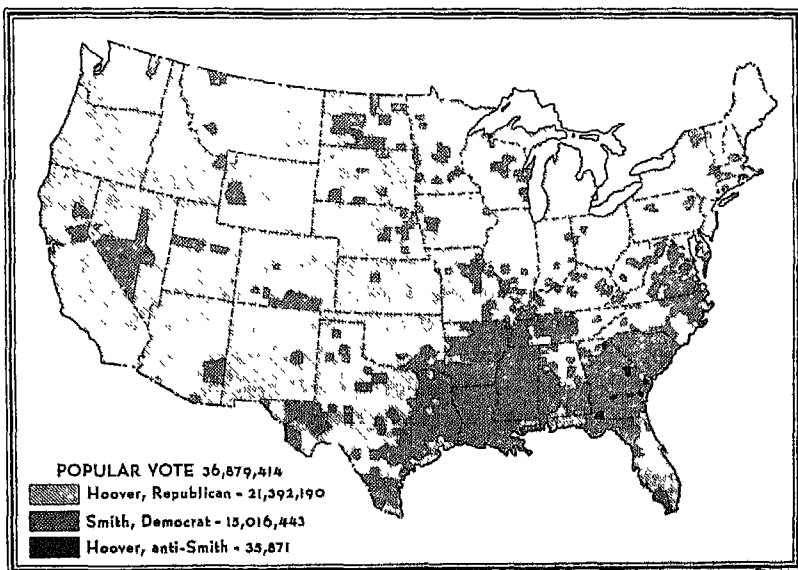 POPULAR VOTE 36,879,414
Hoover, Republican - 21,392,190
Smith, Democrat - 15,016,443
Hoover, anti-Smith - 35,871